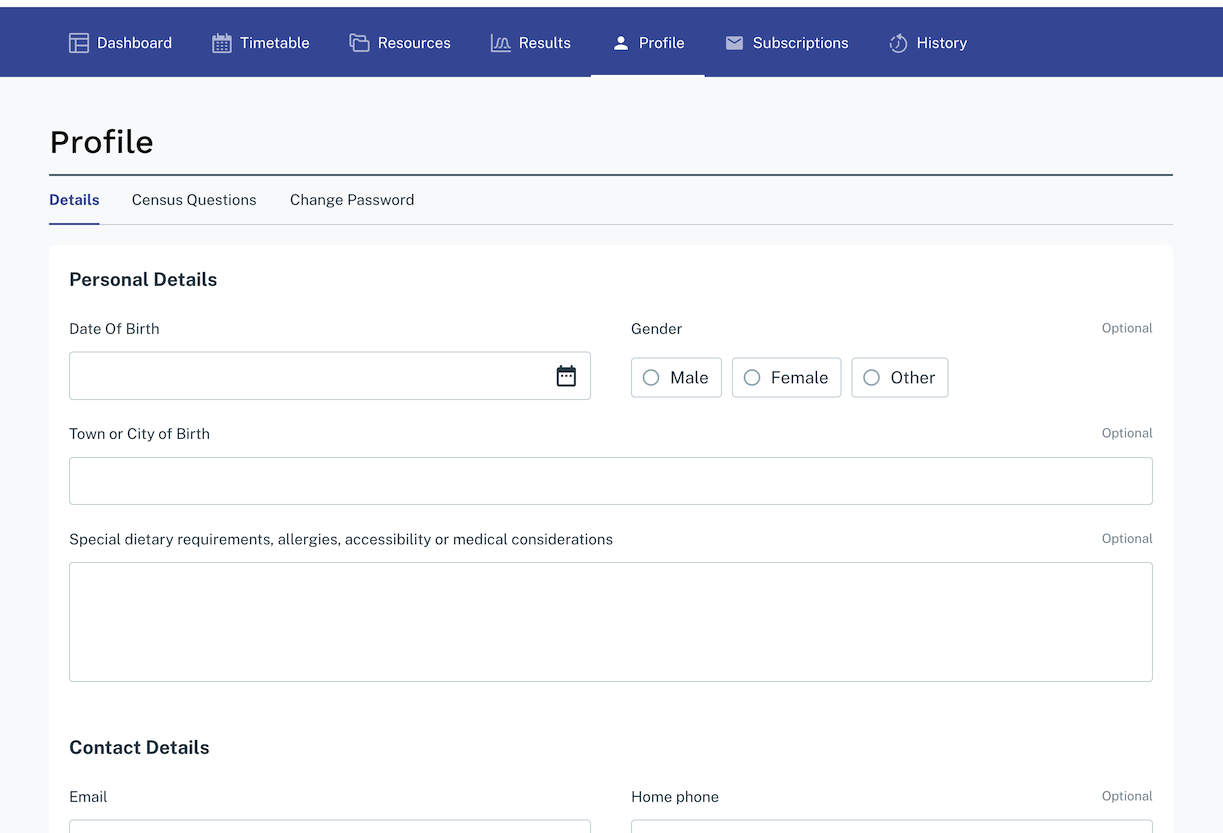 Dashboard Timetable Resources Results Profile Subscriptions History
Profile
Details Census Questions Change Password
Personal Details
Date Of Birth Gender Optional
Male Female Other
Town or City of Birth Optional
Special dietary requirements, allergies, accessibility or medical considerations Optional
Contact Details
Email Home phone Optional